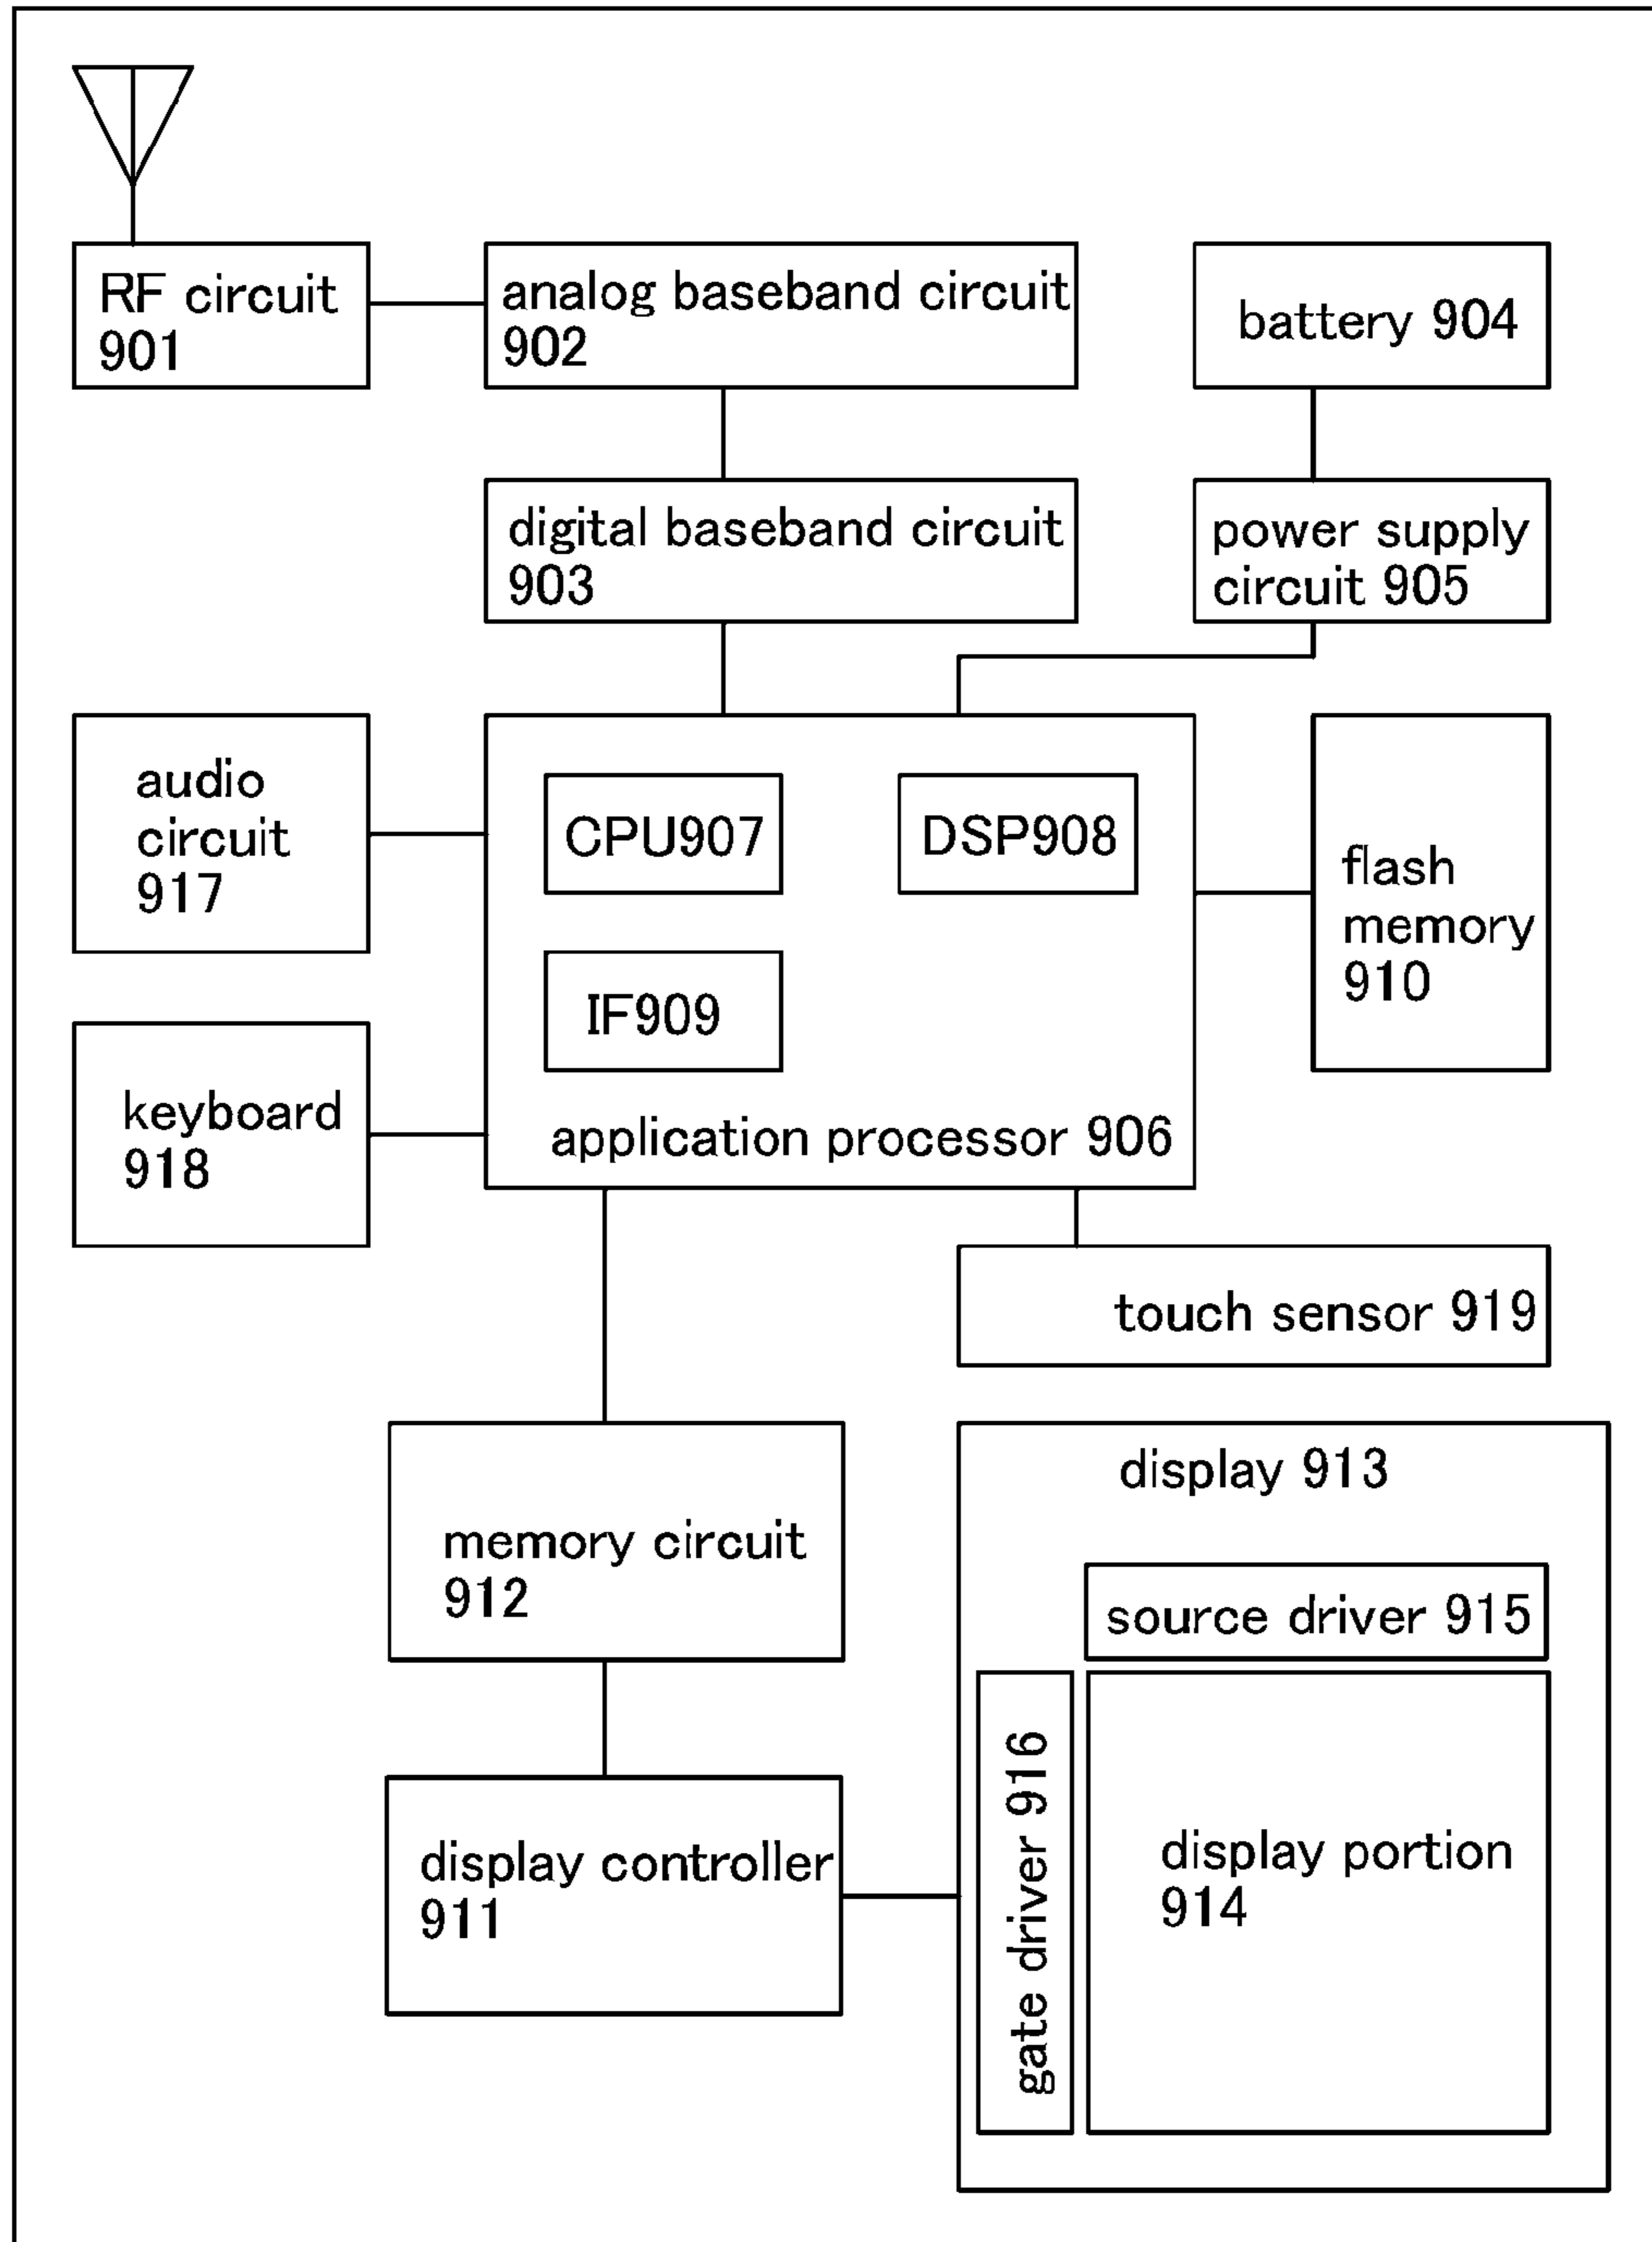 RF circuit
901
analog baseband circuit
902
battery 904
digital baseband circuit
903
power supply
circuit 905
audio
circuit
917
CPU907
DSP908
flash
memory
910
IF909
keyboard
918
application processor 906
touch sensor 919
memory circuit
912
display 913
source driver 915
gate driver 916
display portion
914
display controller
911